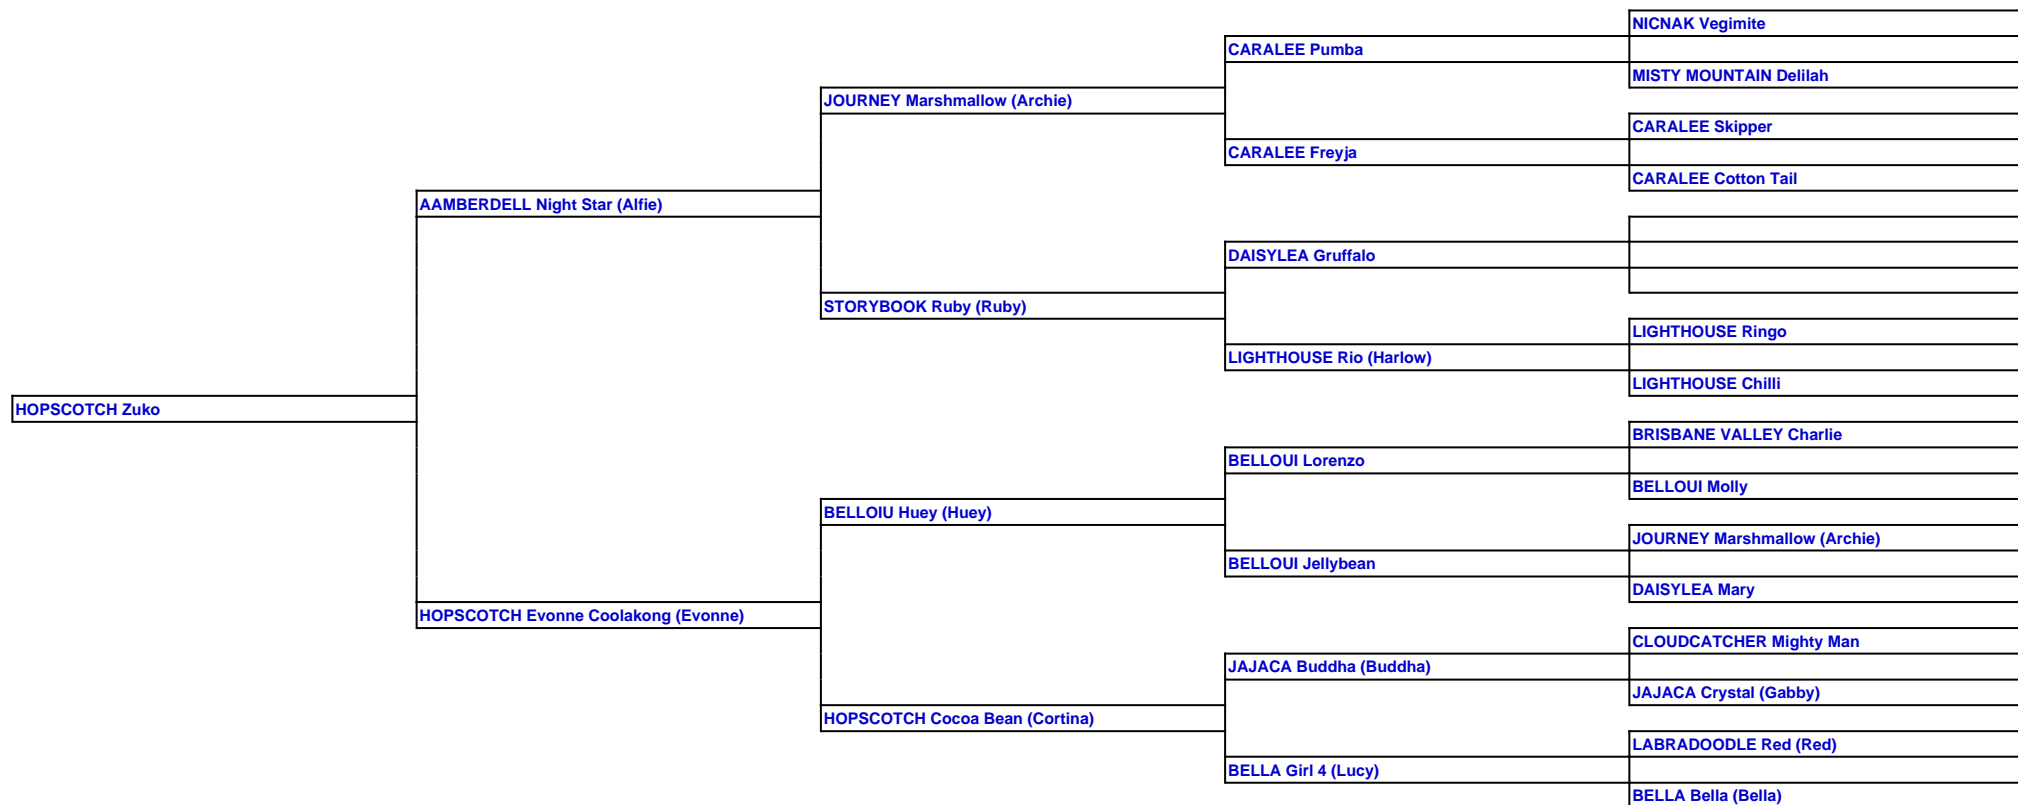 NICNAK Vegimite
CARALEE Pumba
MISTY MOUNTAIN Delilah
JOURNEY Marshmallow (Archie)
CARALEE Skipper
CARALEE Freyja
CARALEE Cotton Tail
AAMBERDELL Night Star (Alfie)
DAISYLEA Gruffalo
STORYBOOK Ruby (Ruby)
LIGHTHOUSE Ringo
LIGHTHOUSE Rio (Harlow)
LIGHTHOUSE Chilli
HOPSCOTCH Zuko
BRISBANE VALLEY Charlie
BELLOUI Lorenzo
BELLOUI Molly
BELLOIU Huey (Huey)
JOURNEY Marshmallow (Archie)
BELLOUI Jellybean
DAISYLEA Mary
HOPSCOTCH Evonne Coolakong (Evonne)
CLOUDCATCHER Mighty Man
JAJACA Buddha (Buddha)
JAJACA Crystal (Gabby)
HOPSCOTCH Cocoa Bean (Cortina)
LABRADOODLE Red (Red)
BELLA Girl 4 (Lucy)
BELLA Bella (Bella)